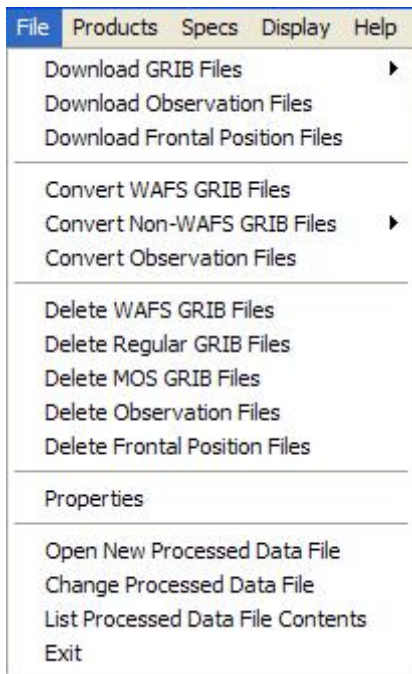 File Products Specs Display Help
Download GRIB Files
Download Observation Files
Download Frontal Position Files
Convert WAFS GRIB Files
Convert Non-WAFS GRIB Files
Convert Observation Files
Delete WAFS GRIB Files
Delete Regular GRIB Files
Delete MOS GRIB Files
Delete Observation Files
Delete Frontal Position Files
Properties
Open New Processed Data File
Change Processed Data File
List Processed Data File Contents
Exit